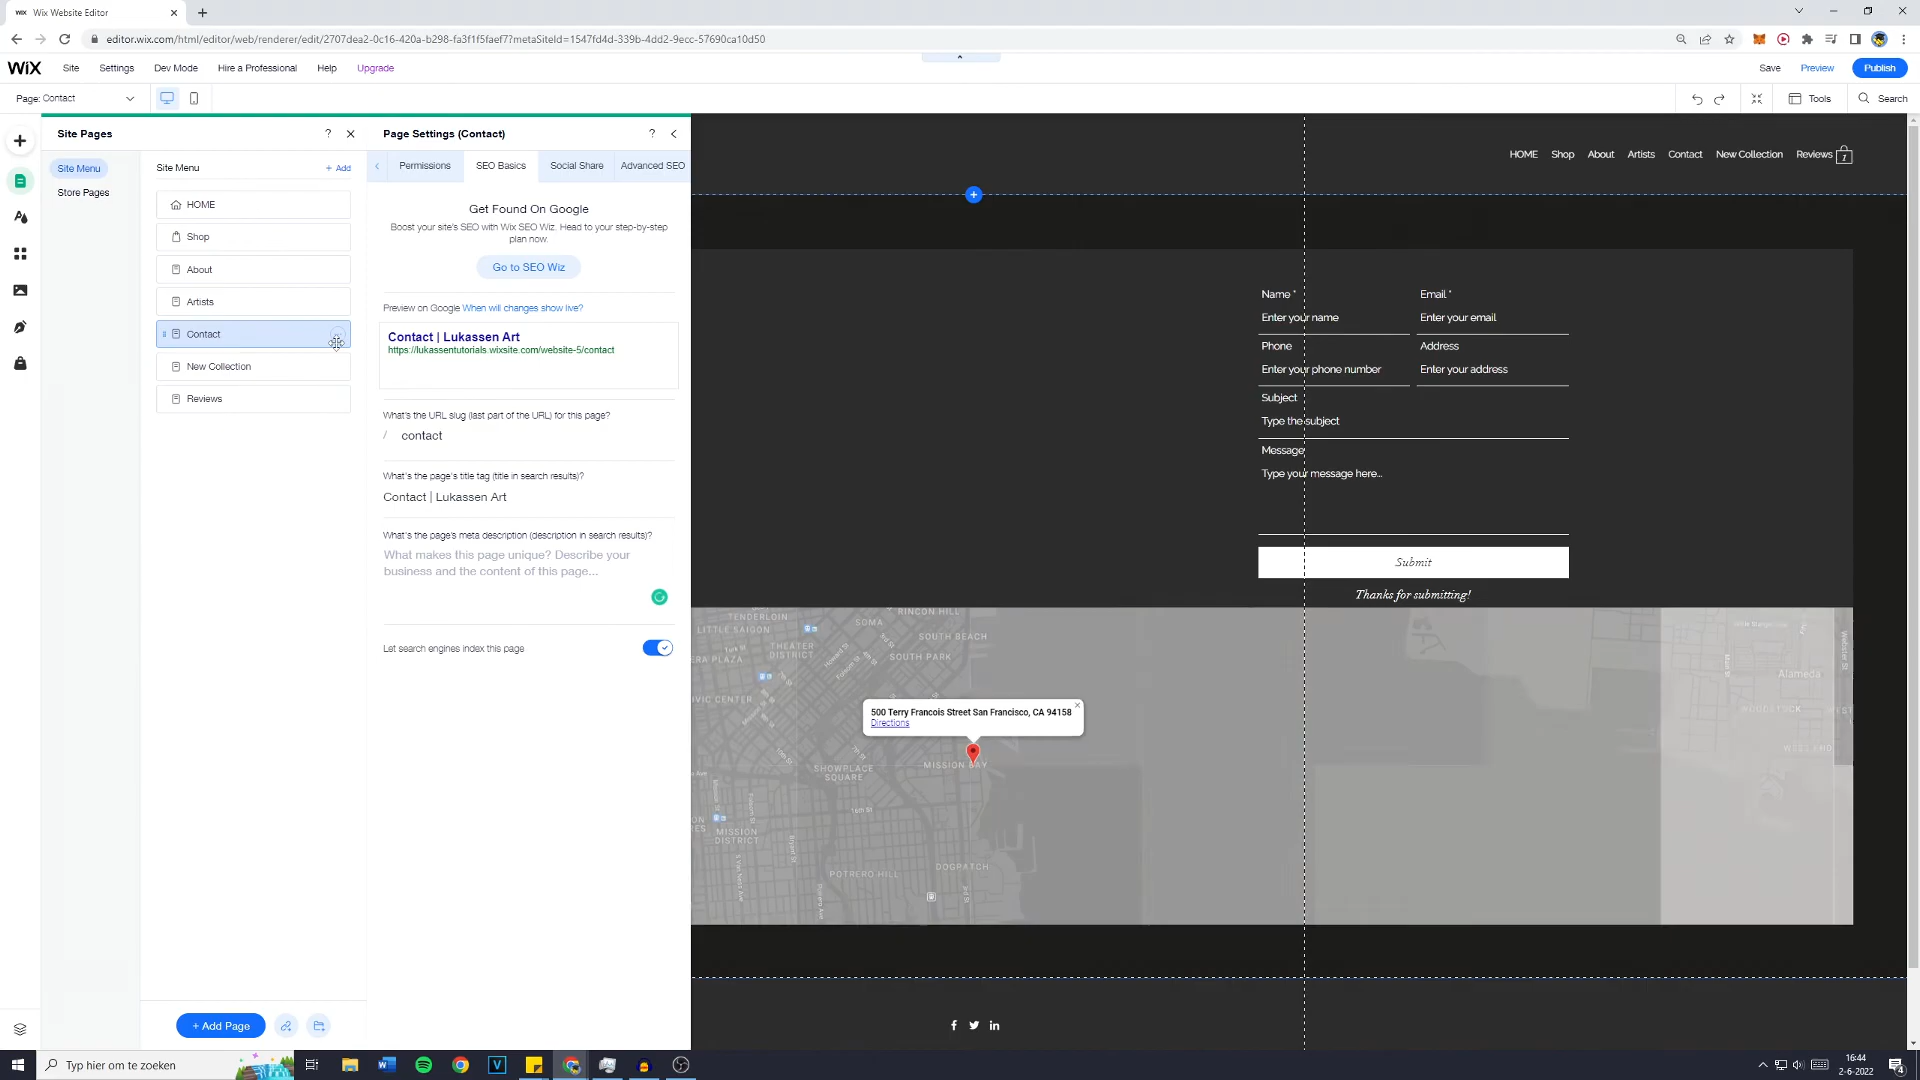 Wix Website Editor
editor.wix.com/html/editor/web/renderer/edit/2707dea2-0c16-420a-b298-fa3f1f5faef7?metaSiteId=1547fd4d-339b-4dd2-9ecc-57690ca10d50
WiX Site Settings Dev Mode Hire a Professional Help Upgrade Save Preview Publish
Page: Contact Tools Search
Site Pages ? Page Settings (Contact) ?
Site Menu
Store Pages
Site Menu + Add
HOME
Shop
About
Artists
Contact
New Collection
Reviews
+ Add Page
Permissions SEO Basics Social Share Advanced SEO
Get Found On Google
Boost your site's SEO with Wix SEO Wiz. Head to your step-by-step
plan now.
Go to SEO Wiz
Preview on Google When will changes show live?
Contact | Lukassen Art
https://lukassentutorials.wixsite.com/website-5/contact
What's the URL slug (last part of the URL) for this page?
/ contact
What's the page's title tag (title in search results)?
Contact | Lukassen Art
What's the page's meta description (description in search results)?
What makes this page unique? Describe your
business and the content of this page...
Let search engines index this page
HOME Shop About Artists Contact New Collection Reviews 1
Name * Email *
Enter your name Enter your email
Phone Address
Enter your phone number Enter your address
Subject
Type the subject
Message
Type your message here...
Submit
Thanks for submitting!
TENDERLOIN
RINCON HILL
SOMA
LITTLE SAIGON
SOUTH BEACH
THEATER
DISTRICT
ERA PLAZA
SOUTH PARK
CIVIC CENTER
Alameda
WOODSTOCK
WEST END
Webster St
500 Terry Francois Street San Francisco, CA 94158
Directions
SHOWPLACE
SQUARE
MISSION BAY
16th St
MISSION
DISTRICT
DOGPATCH
POTRERO HILL
Typ hier om te zoeken
16:44
2-6-2022
4